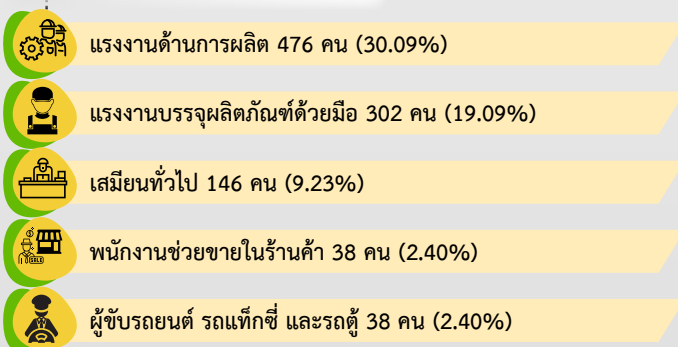 แรงงานด้านการผลิต 476 คน (30.09%)
แรงงานบรรจุผลิตภัณฑ์ด้วยมือ 302 คน (19.09%)
เสมียนทั่วไป 146 คน (9.23%)
พนักงานช่วยขายในร้านค้า 38 คน (2.40%)
ผู้ขับรถยนต์ รถแท็กซี่ และรถตู้ 38 คน (2.40%)